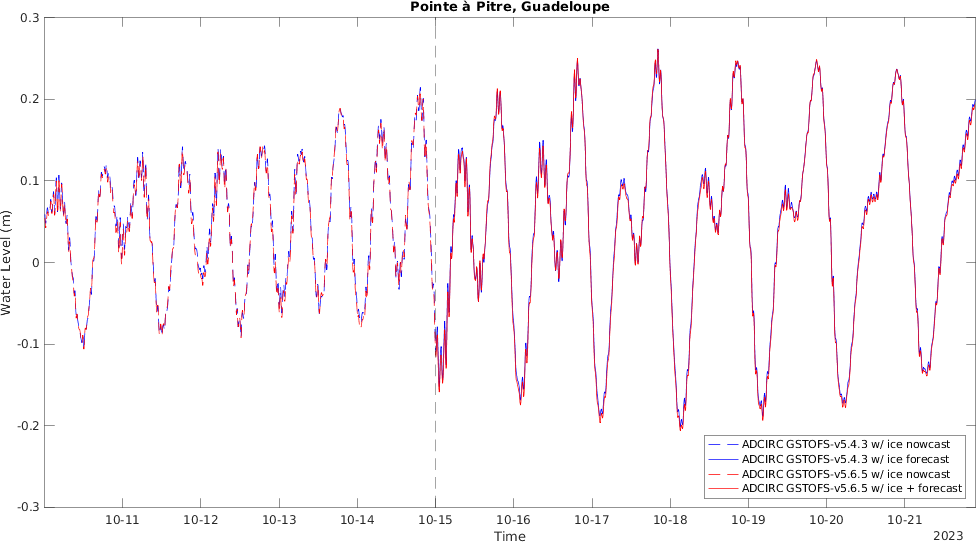 Pointe à Pitre, Guadeloupe
0.3
0.2
0.1
0
-0.1
-0.2
-0.3
Water Level (m)
10-11 10-12 10-13 10-14 10-15 10-16 10-17 10-18 10-19 10-20 10-21
Time
2023
ADCIRC GSTOFS-v5.4.3 w/ ice nowcast
ADCIRC GSTOFS-v5.4.3 w/ ice forecast
ADCIRC GSTOFS-v5.6.5 w/ ice nowcast
ADCIRC GSTOFS-v5.6.5 w/ ice + forecast